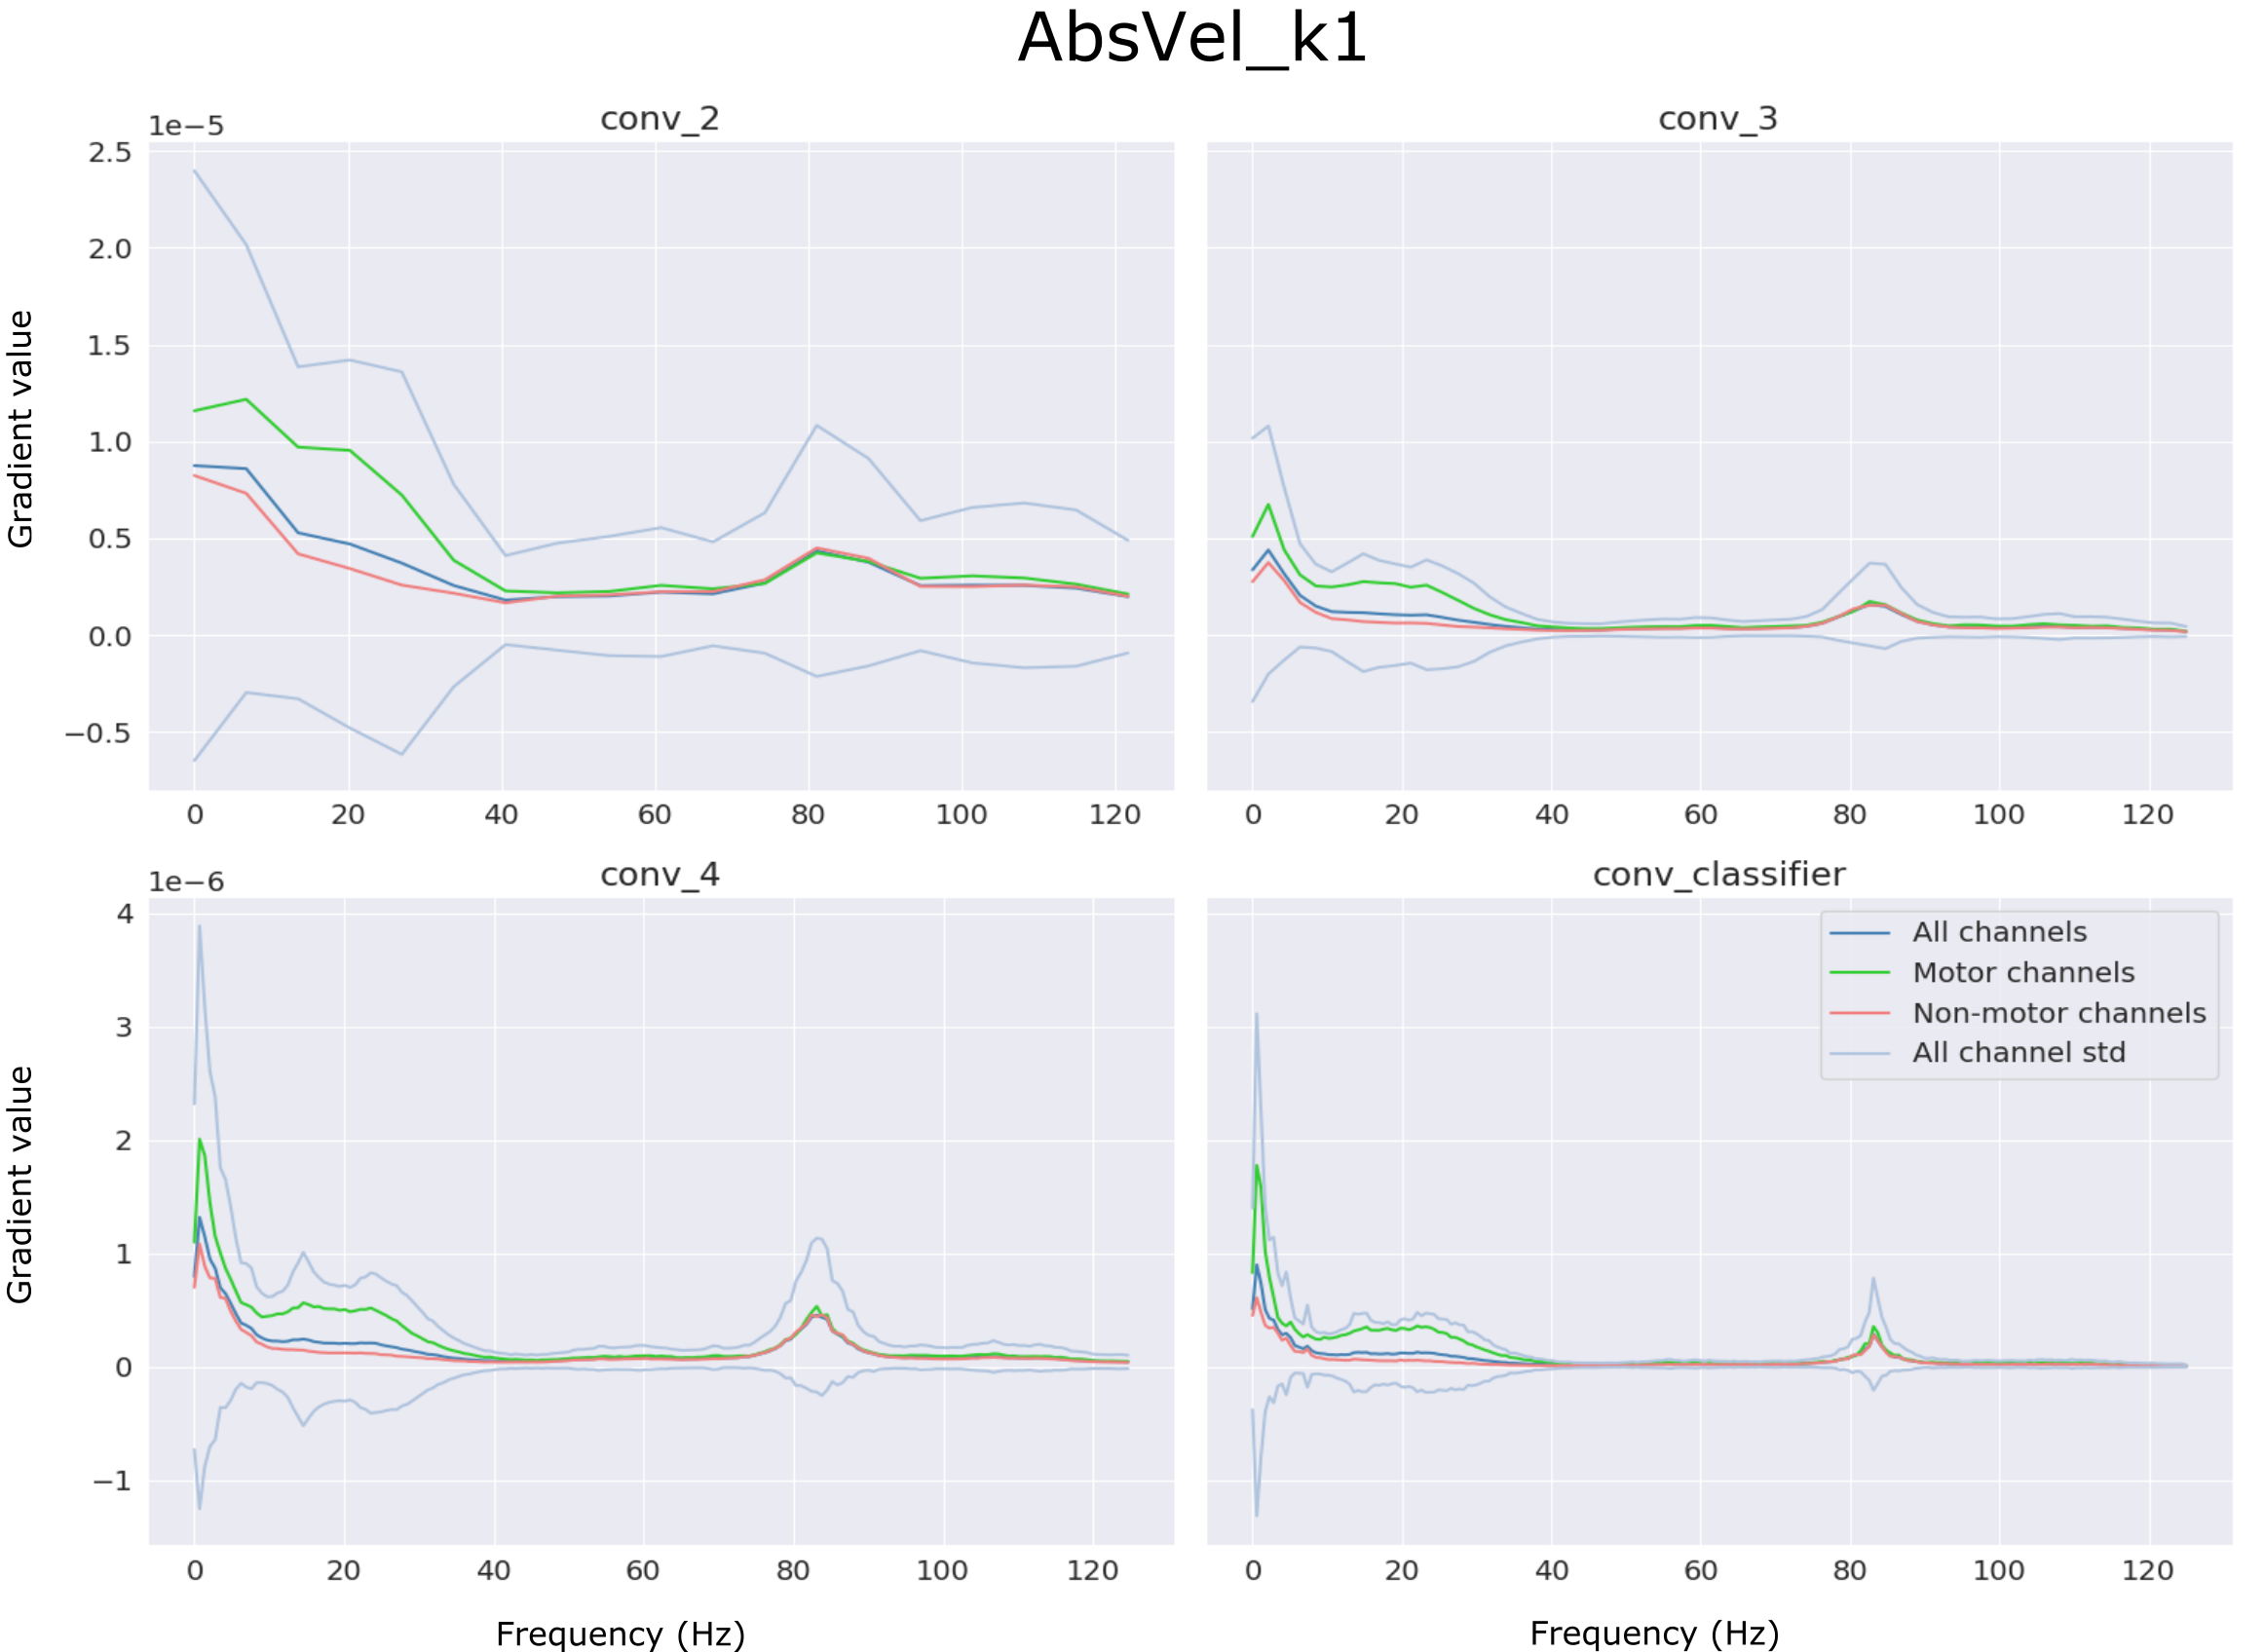 AbsVel_k1
conv_2
conv_3
1e−5
2.5
2.0
1.5
1.0
0.5
0.0
−0.5
Gradient value
0 20 40 60 80 100 120
0 20 40 60 80 100 120
conv_4
conv_classifier
1e−6
4
3
2
1
0
−1
Gradient value
All channels
Motor channels
Non-motor channels
All channel std
0 20 40 60 80 100 120
0 20 40 60 80 100 120
Frequency (Hz)
Frequency (Hz)